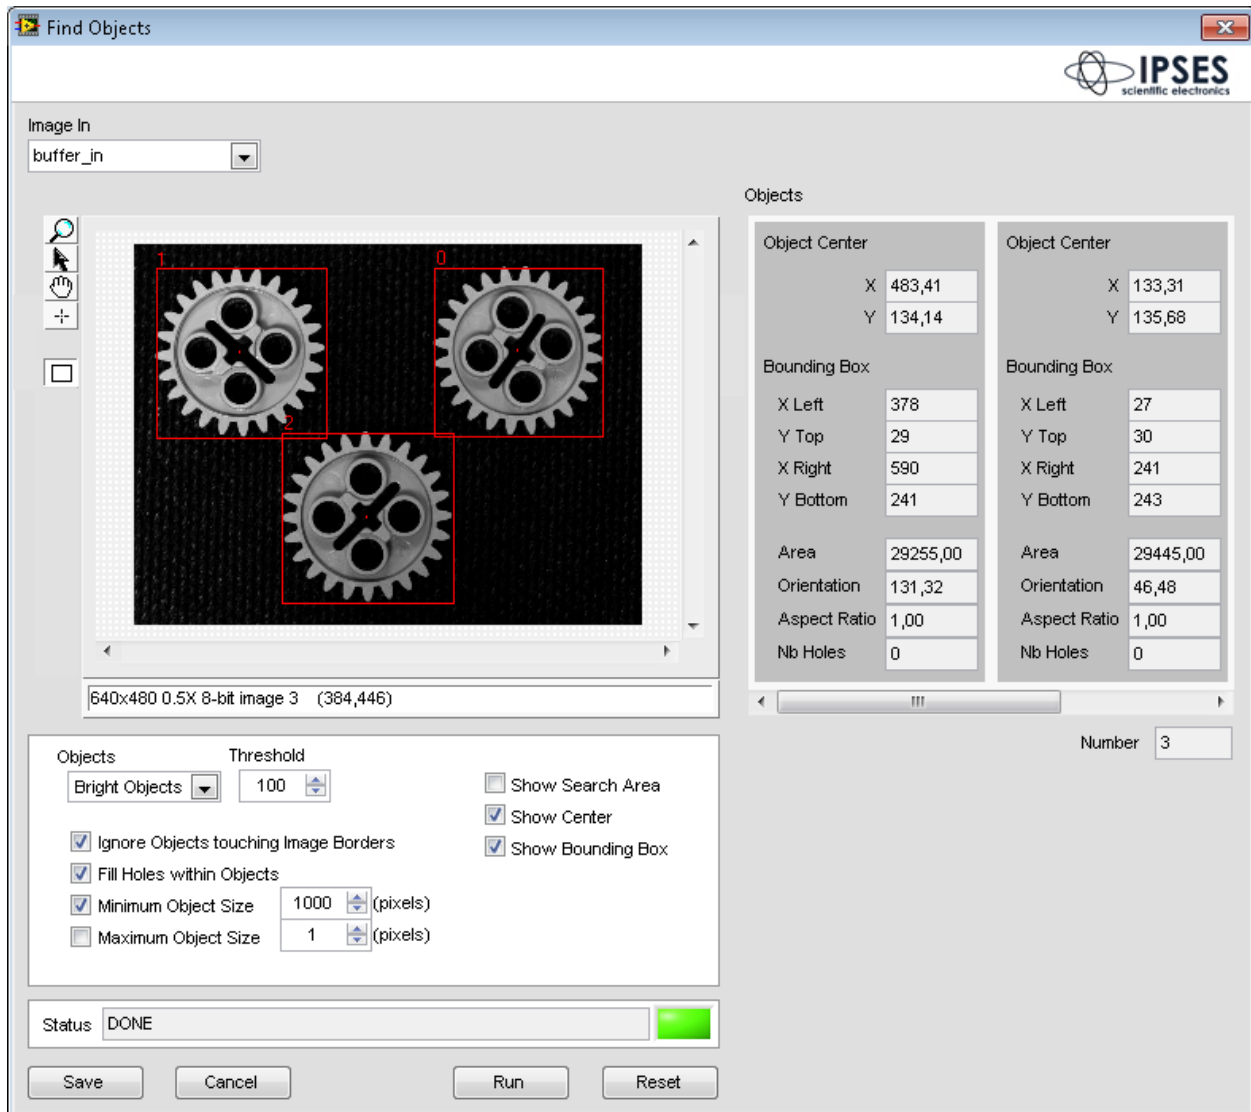 Find Objects
IPSES
scientific electronics
Image In
buffer_in
1
0
2
640x480 0.5X 8-bit image 3 (384,446)
Objects
Object Center
X 483,41
Y 134,14
Bounding Box
X Left 378
Y Top 29
X Right 590
Y Bottom 241
Area 29255,00
Orientation 131,32
Aspect Ratio 1,00
Nb Holes 0
Object Center
X 133,31
Y 135,68
Bounding Box
X Left 27
Y Top 30
X Right 241
Y Bottom 243
Area 29445,00
Orientation 46,48
Aspect Ratio 1,00
Nb Holes 0
Number 3
Objects Threshold
Bright Objects 100
Ignore Objects touching Image Borders
Fill Holes within Objects
Minimum Object Size 1000 (pixels)
Maximum Object Size 1 (pixels)
Show Search Area
Show Center
Show Bounding Box
Status DONE
Save Cancel Run Reset